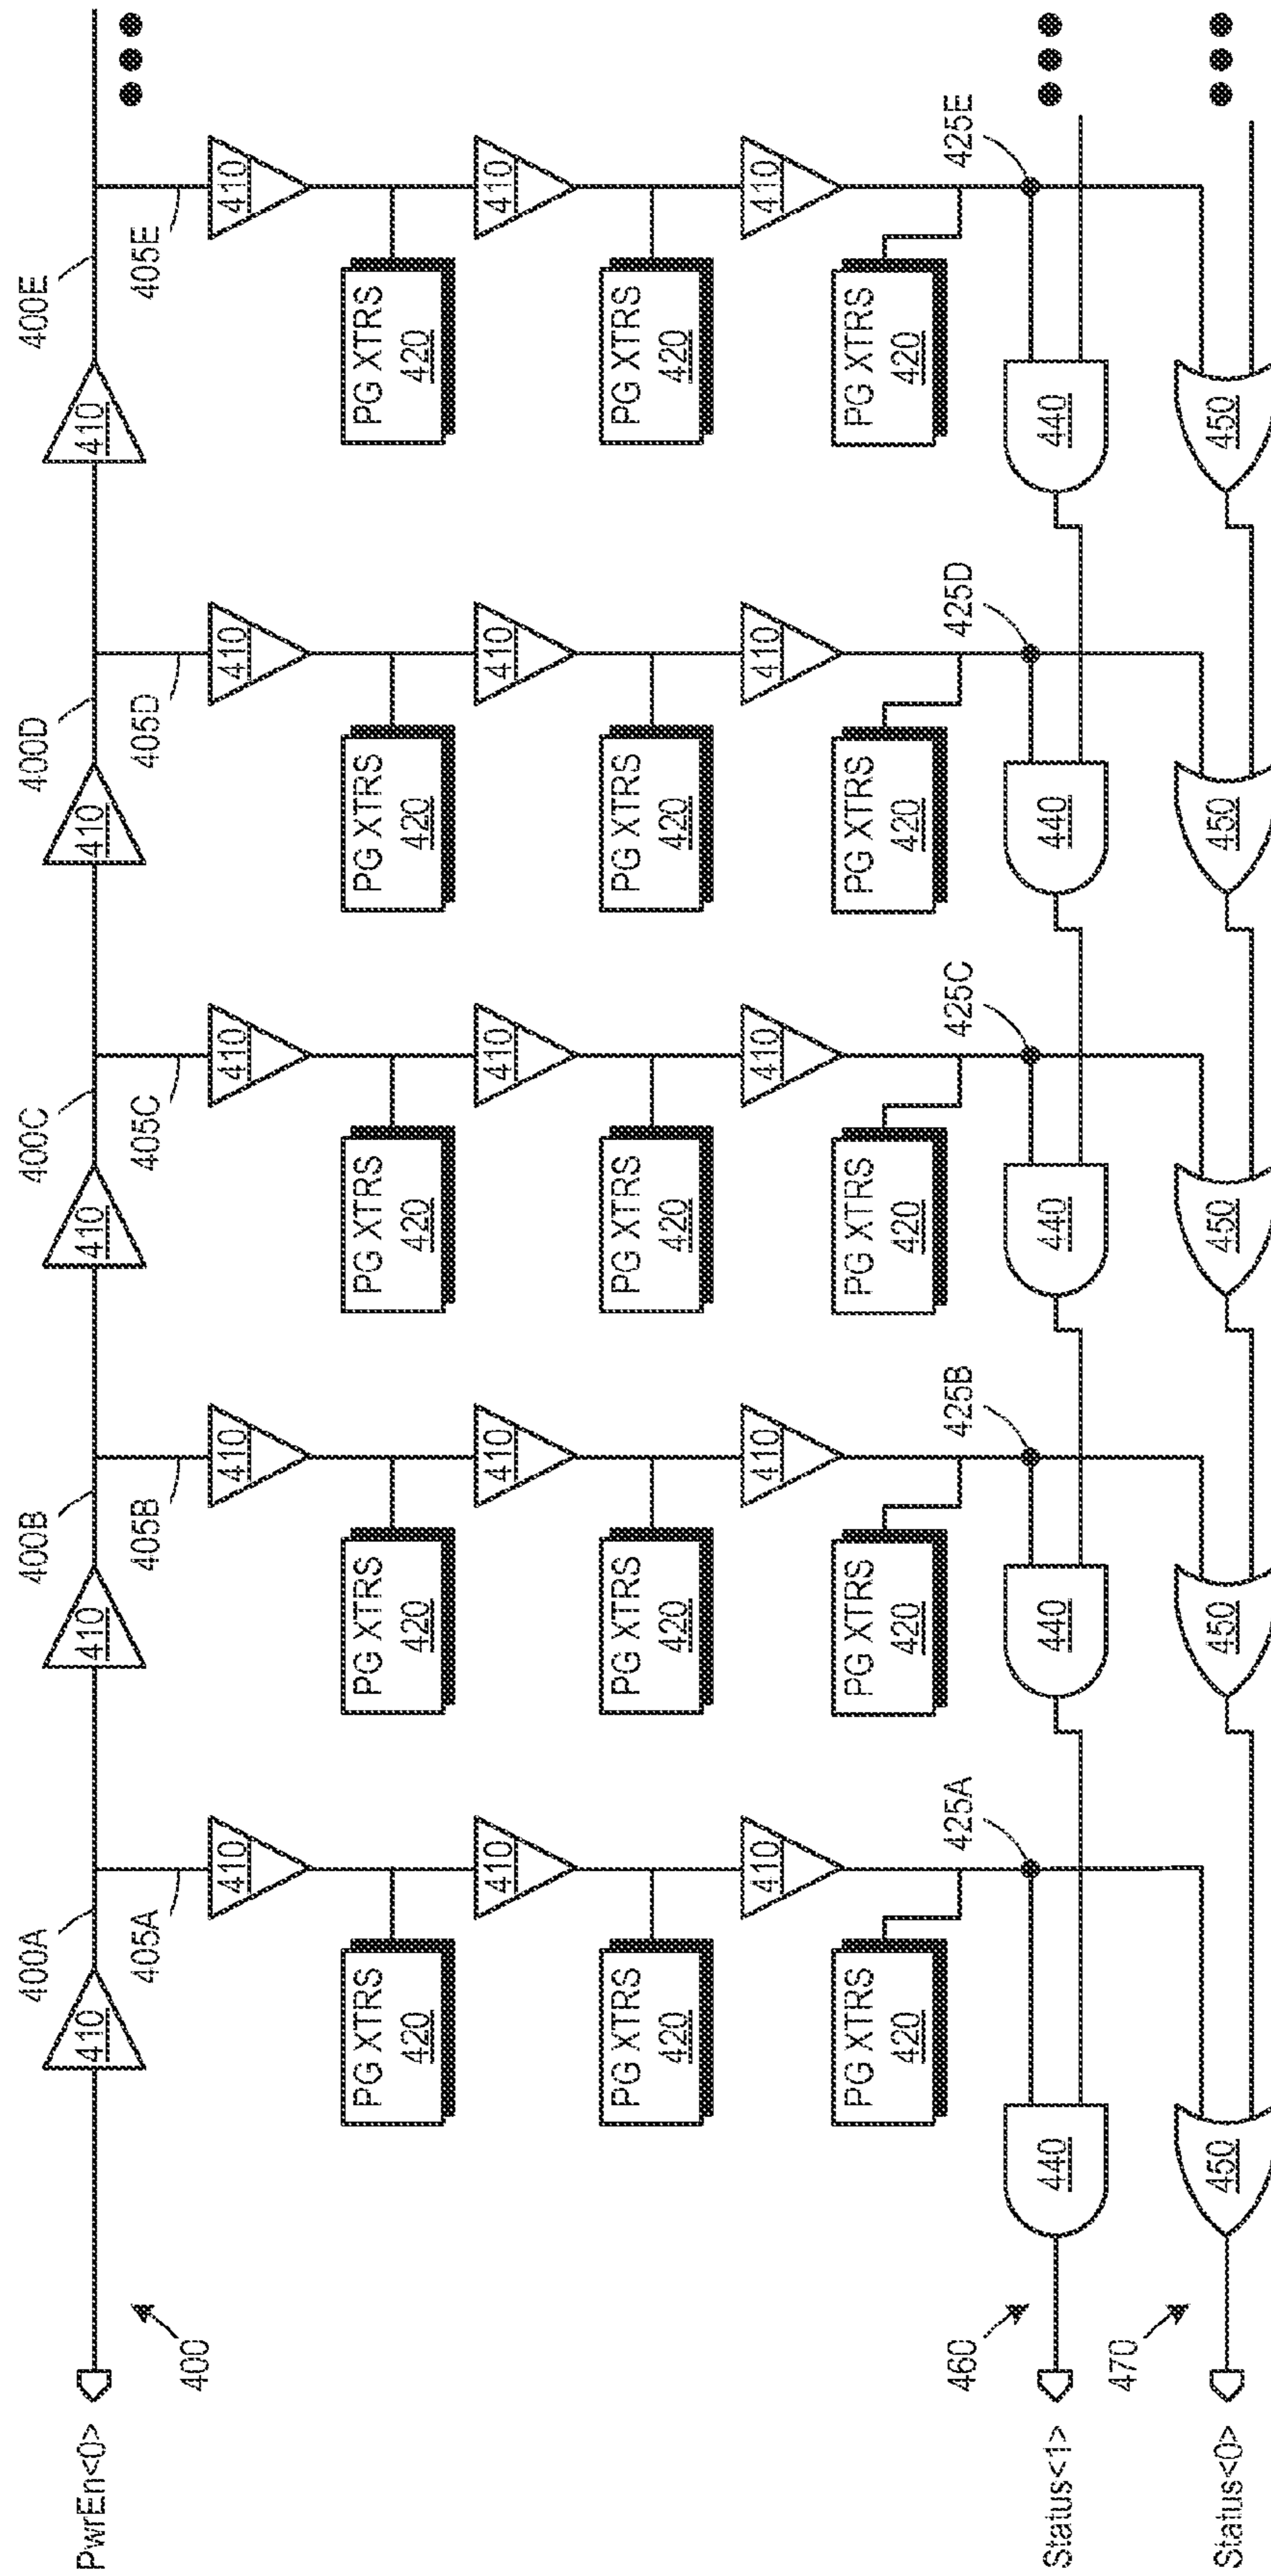 PwrEn<0>
400
410
400A
410
400B
410
400C
410
400D
410
400E
405A
405B
405C
405D
405E
410
410
410
410
410
PG XTRS
420
PG XTRS
420
PG XTRS
420
PG XTRS
420
PG XTRS
420
410
410
410
410
410
PG XTRS
420
PG XTRS
420
PG XTRS
420
PG XTRS
420
PG XTRS
420
410
410
410
410
410
PG XTRS
420
PG XTRS
420
PG XTRS
420
PG XTRS
420
PG XTRS
420
425A
425B
425C
425D
425E
460
Status<1>
440
440
440
440
440
470
Status<0>
450
450
450
450
450